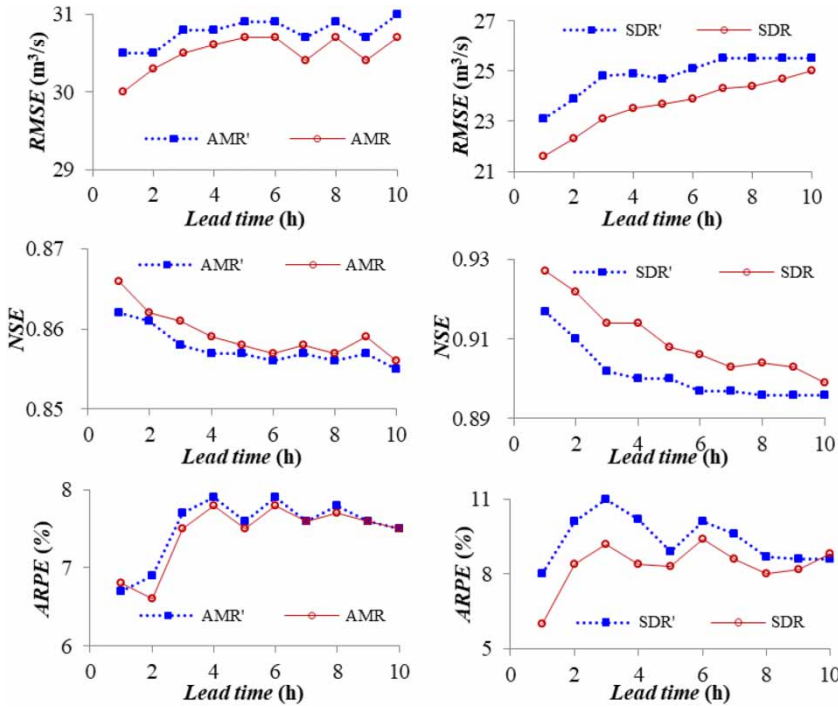 31
30
29
RMSE (m³/s)
AMR' AMR
0 2 4 6 8 10
Lead time (h)
27
25
23
21
RMSE (m³/s)
SDR' SDR
0 2 4 6 8 10
Lead time (h)
0.87
0.86
0.85
NSE
AMR' AMR
0 2 4 6 8 10
Lead time (h)
0.93
0.91
0.89
NSE
SDR' SDR
0 2 4 6 8 10
Lead time (h)
8
7
6
ARPE (%)
AMR' AMR
0 2 4 6 8 10
Lead time (h)
11
8
5
ARPE (%)
SDR' SDR
0 2 4 6 8 10
Lead time (h)